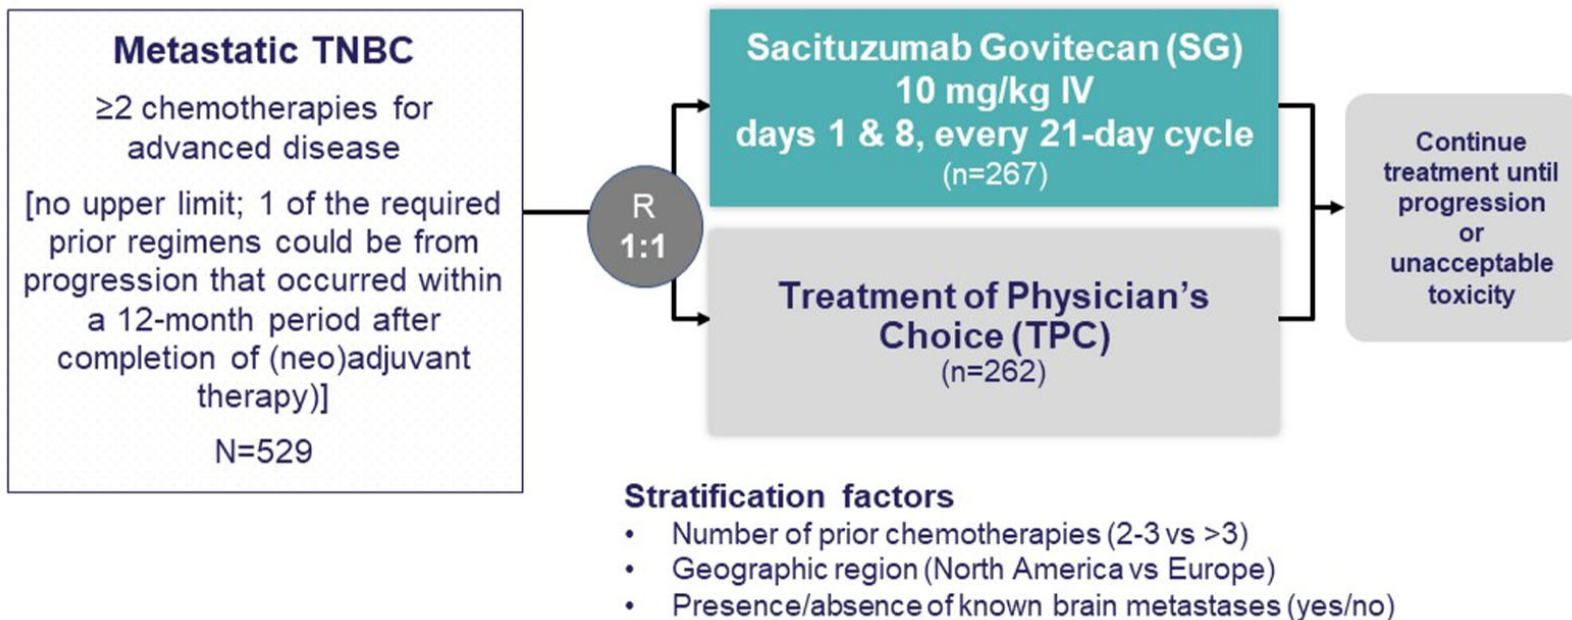 Metastatic TNBC
≥2 chemotherapies for
advanced disease
[no upper limit; 1 of the required
prior regimens could be from
progression that occurred within
a 12-month period after
completion of (neo)adjuvant
therapy)]
N=529
R
1:1
Sacituzumab Govitecan (SG)
10 mg/kg IV
days 1 & 8, every 21-day cycle
(n=267)
Treatment of Physician's
Choice (TPC)
(n=262)
Continue
treatment until
progression
or
unacceptable
toxicity
Stratification factors
• Number of prior chemotherapies (2-3 vs >3)
• Geographic region (North America vs Europe)
• Presence/absence of known brain metastases (yes/no)